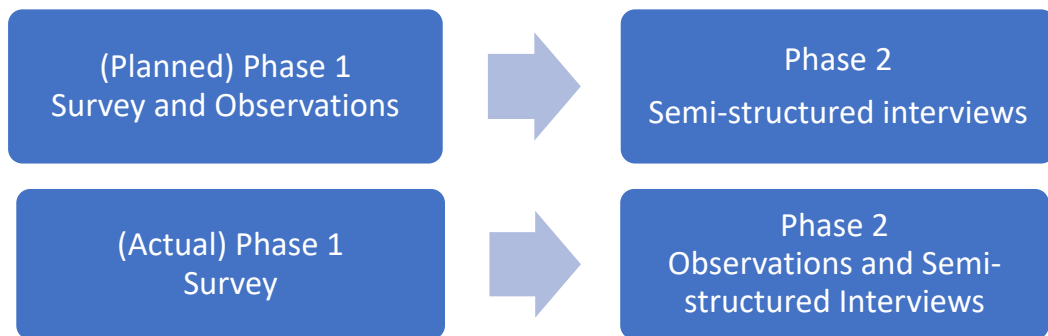 (Planned) Phase 1
Survey and Observations
Phase 2
Semi-structured interviews
(Actual) Phase 1
Survey
Phase 2
Observations and Semi-
structured Interviews